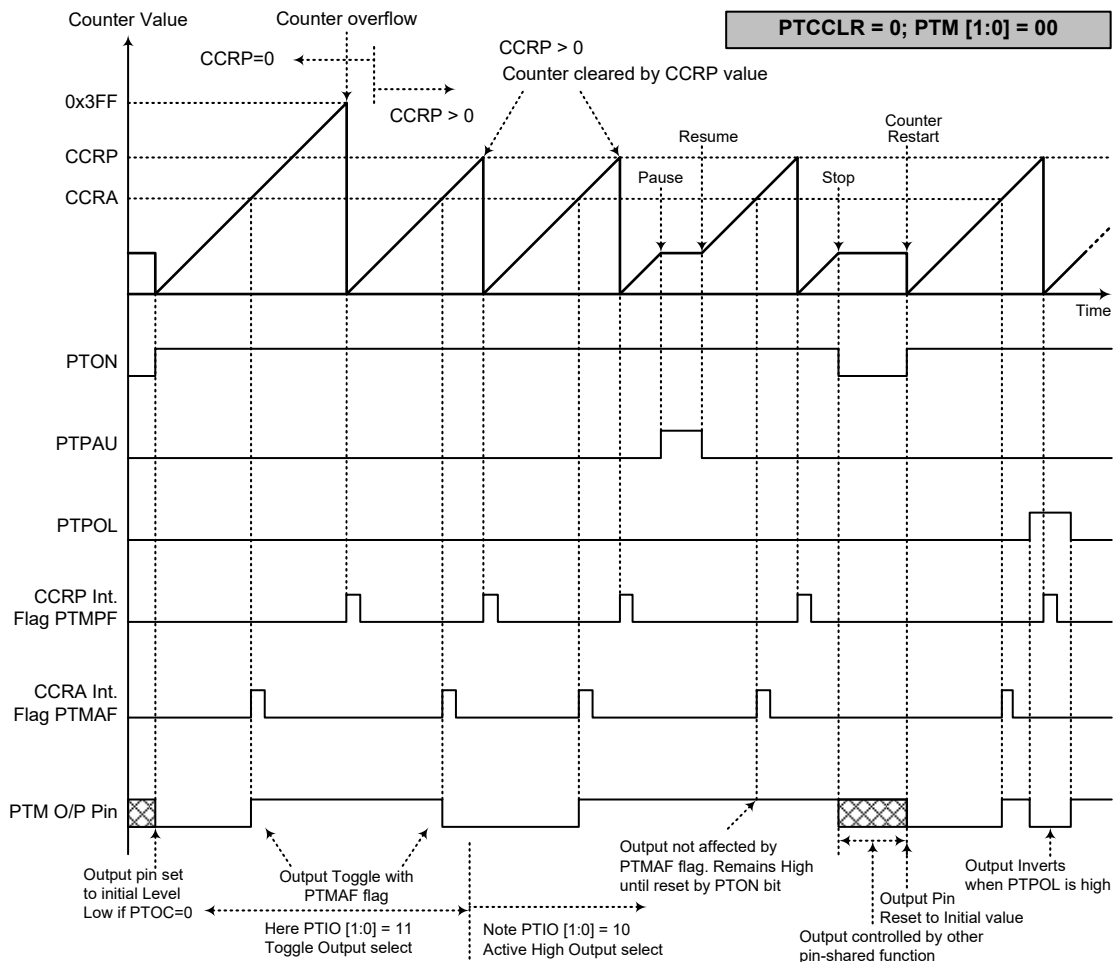 Counter Value
Counter overflow
PTCCLR = 0; PTM [1:0] = 00
CCRP=0
CCRP > 0
CCRP > 0
Counter cleared by CCRP value
0x3FF
CCRP
CCRA
Pause
Resume
Stop
Counter
Restart
Time
PTON
PTPAU
PTPOL
CCRP Int.
Flag PTMPF
CCRA Int.
Flag PTMAF
PTM O/P Pin
Output pin set
to initial Level
Low if PTOC=0
Output Toggle with
PTMAF flag
Here PTIO [1:0] = 11
Toggle Output select
Note PTIO [1:0] = 10
Active High Output select
Output not affected by
PTMAF flag. Remains High
until reset by PTON bit
Output Pin
Reset to Initial value
Output controlled by other
pin-shared function
Output Inverts
when PTPOL is high